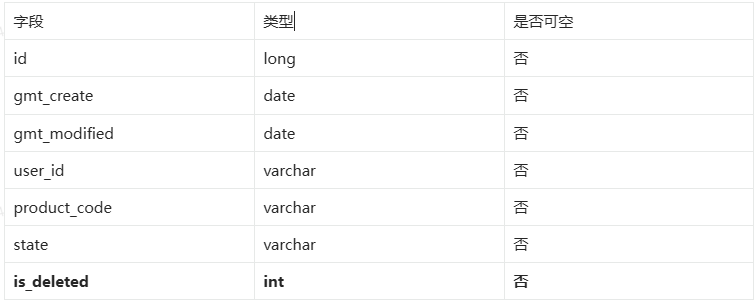 字段 类型 是否可空
id long 否
gmt_create date 否
gmt_modified date 否
user_id varchar 否
product_code varchar 否
state varchar 否
is_deleted int 否